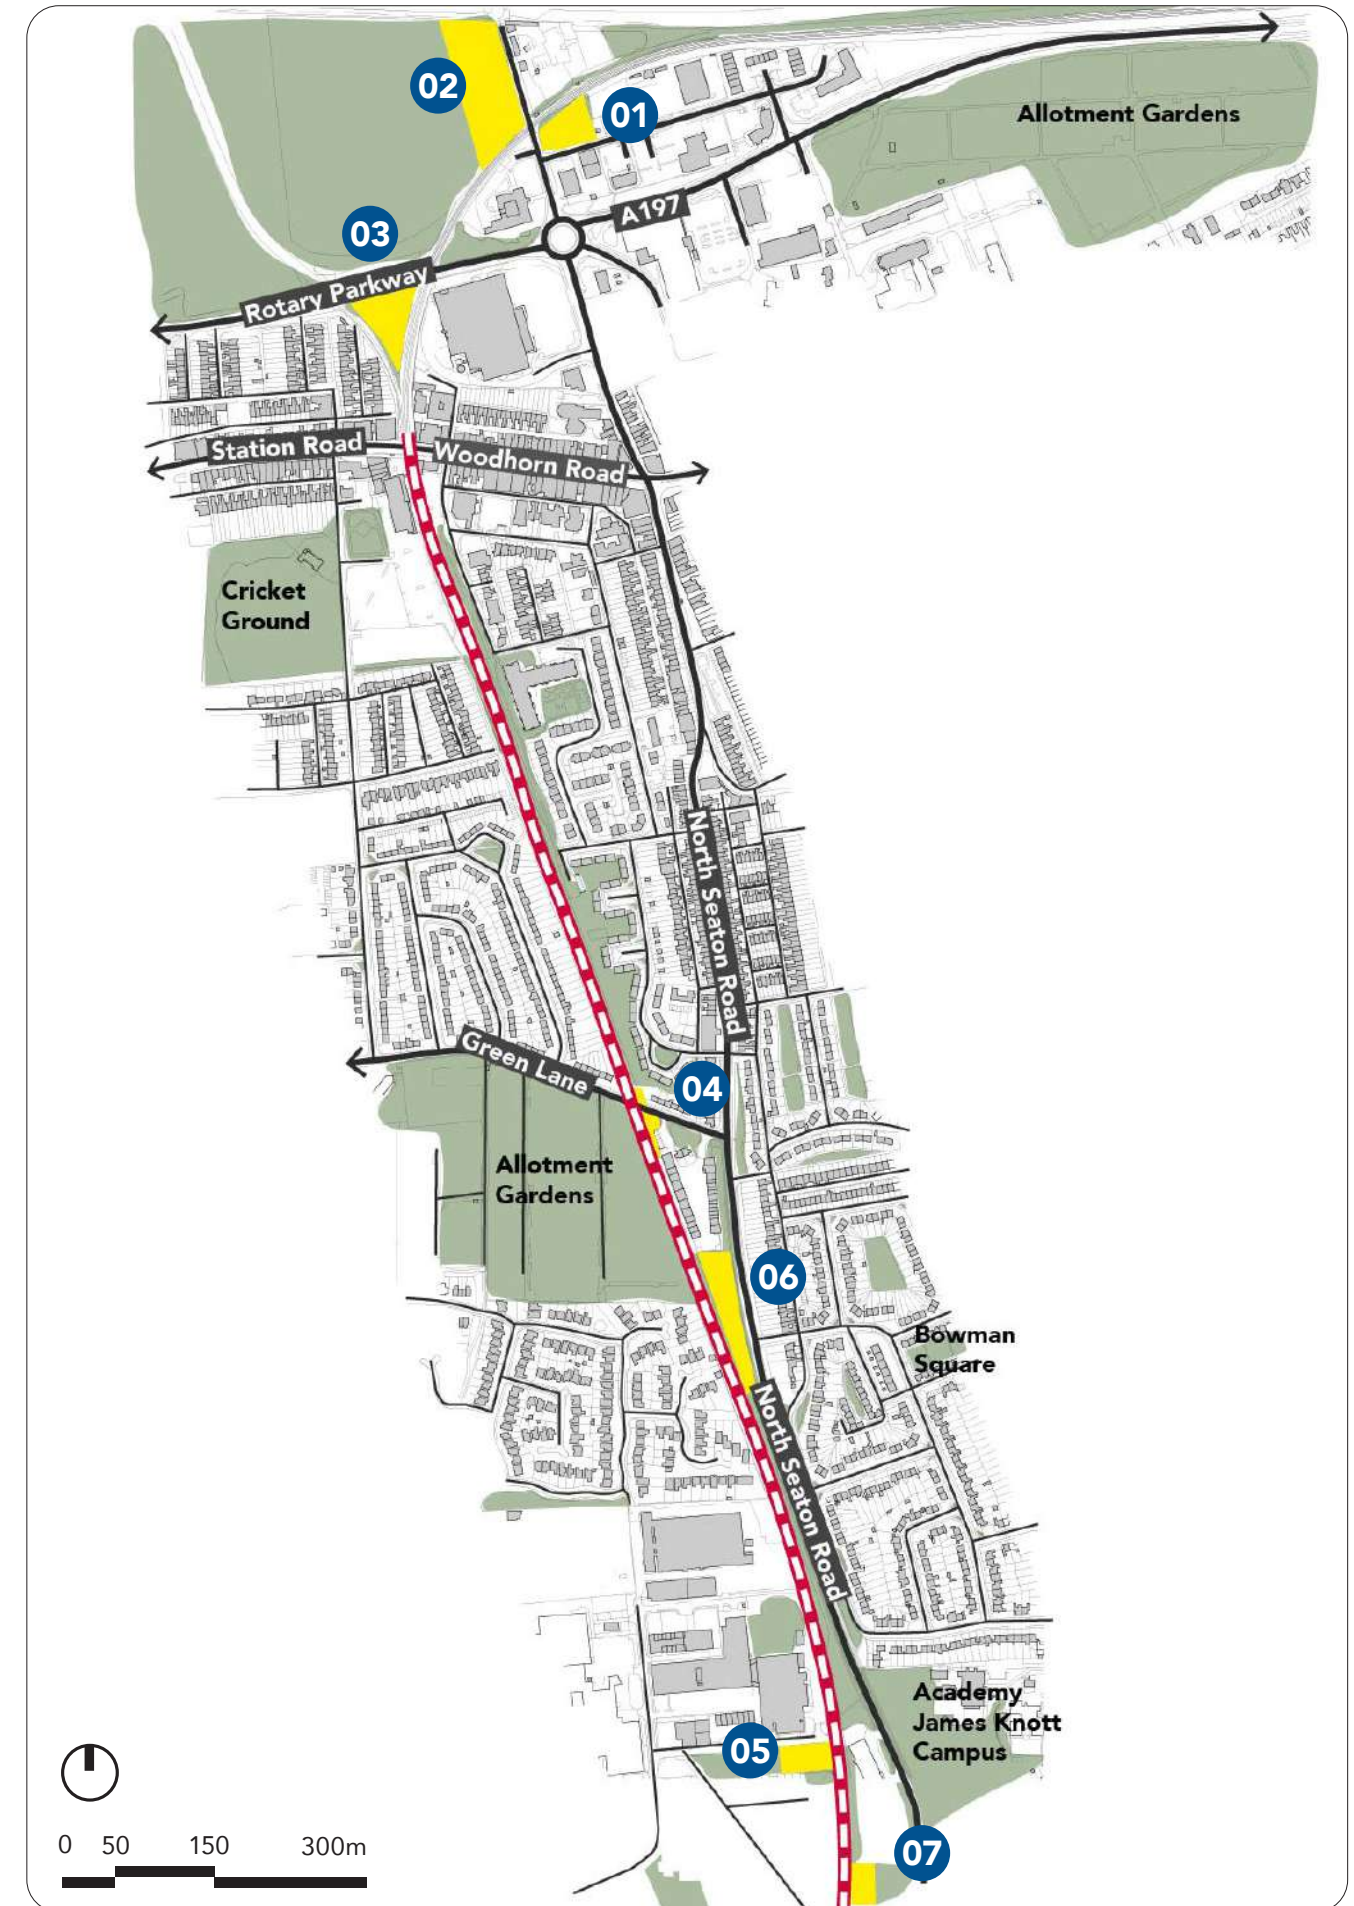 02
01
Allotment Gardens
A197
03
Rotary Parkway
Station Road
Woodhorn Road
Cricket
Ground
North Seaton Road
Green Lane
04
Allotment
Gardens
06
Bowman
Square
North Seaton Road
Academy
James Knott
Campus
05
07
0 50 150 300m